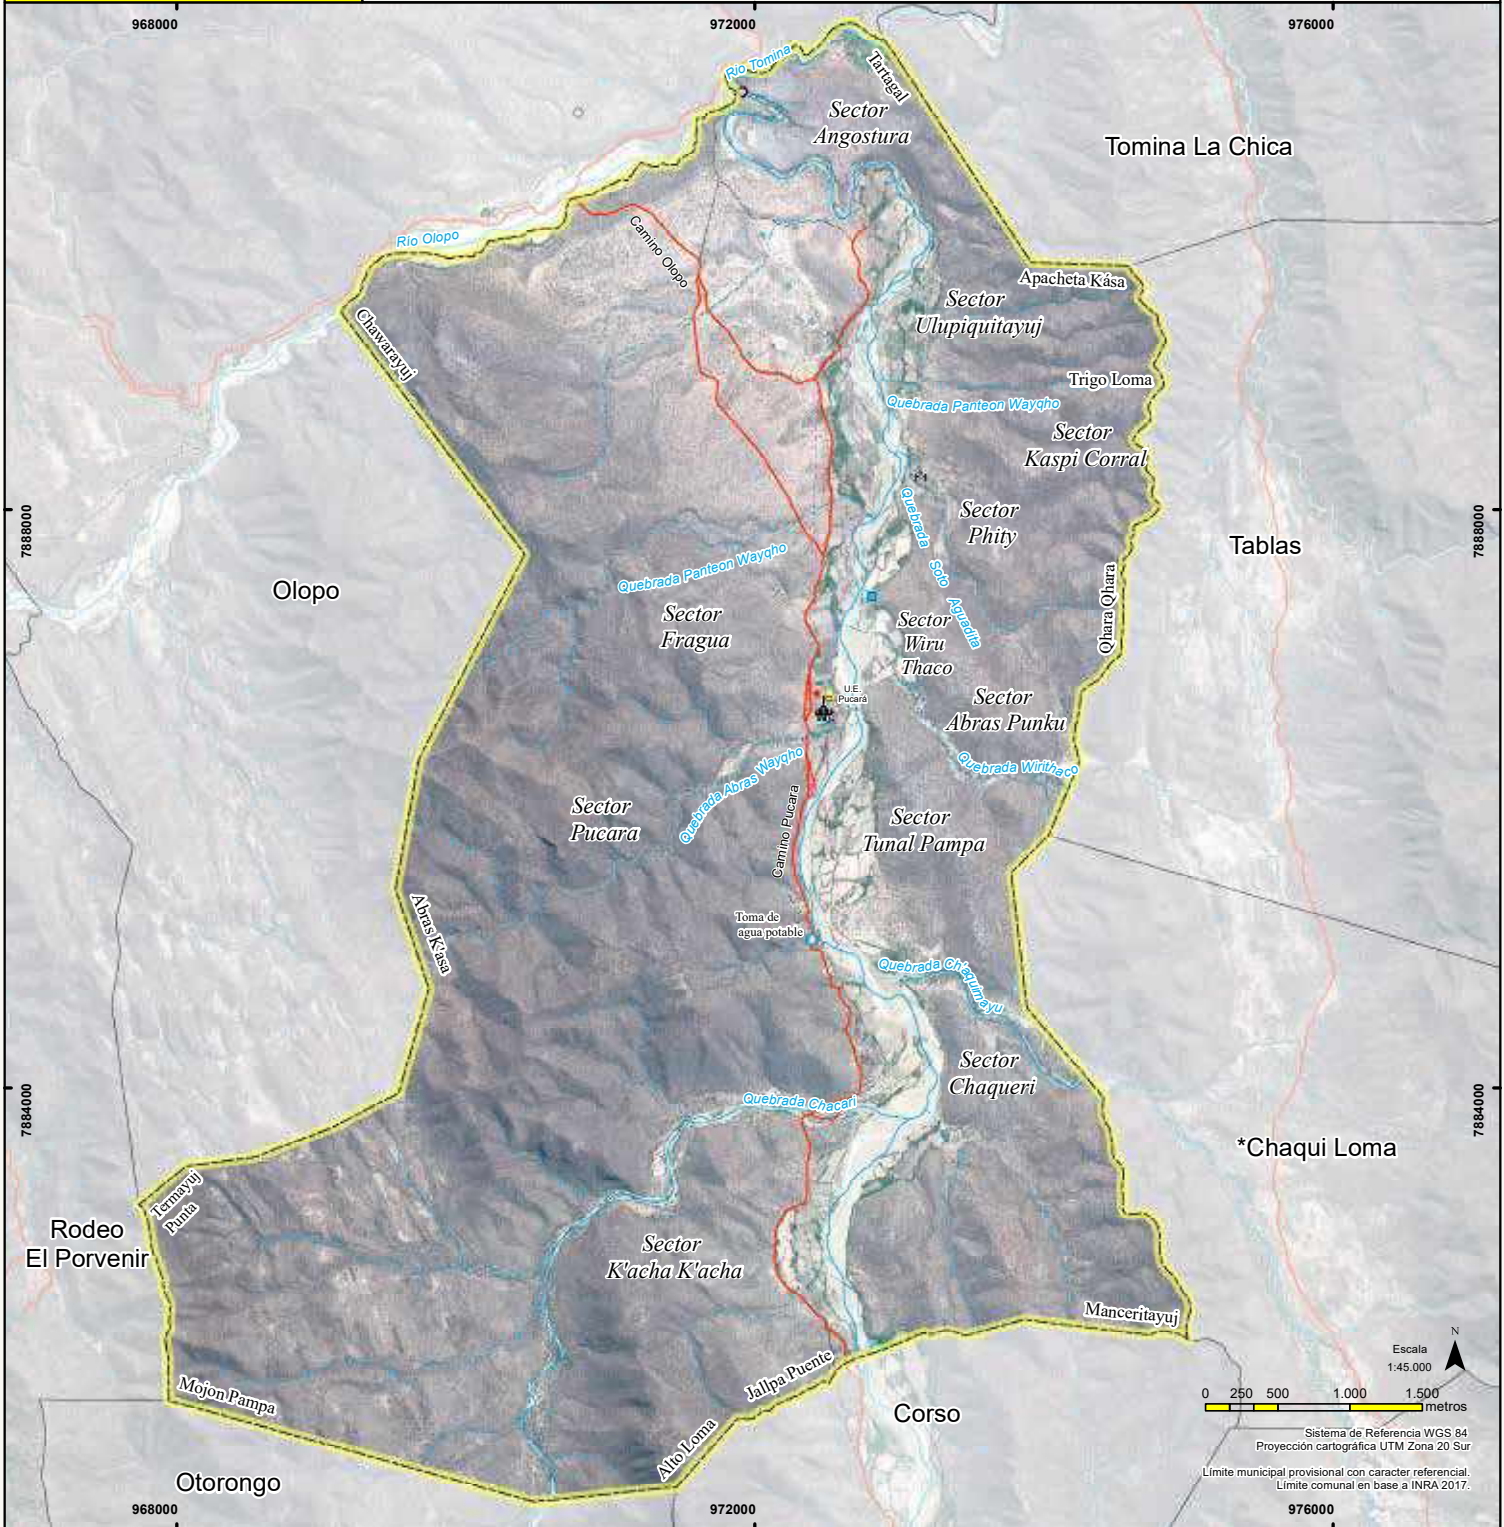 968000
972000
976000
Rio Tomina
Tartagal
Sector
Angostura
Tomina La Chica
Camino Olopo
Río Olopo
Apacheta Kása
Sector
Ulupiquitayuj
Chawarayuj
Trigo Loma
Quebrada Panteon Wayqho
Sector
Kaspi Corral
7888000
7888000
Quebrada Soto Aguadita
Sector
Phity
Tablas
Quebrada Panteon Wayqho
Olopo
Qhara Qhara
Sector
Fragua
Sector
Wiru
Thaco
U.E.
Pucará
Sector
Abras Punku
Quebrada Wirithaco
Quebrada Abras Wayqho
Sector
Pucara
Camino Pucara
Sector
Tunal Pampa
Abras K'asa
Toma de
agua potable
Quebrada Chaquimayu
Sector
Chaqueri
7884000
7884000
Quebrada Chacari
*Chaqui Loma
Termayuj
Punta
Rodeo
El Porvenir
Sector
K'acha K'acha
Manceritayuj
Jallpa Puente
Mojon Pampa
Alto Loma
Corso
Otorongo
N
Escala
1:45.000
0 250 500 1.000 1.500
metros
Sistema de Referencia WGS 84
Proyección cartográfica UTM Zona 20 Sur
Límite municipal provisional con caracter referencial.
Límite comunal en base a INRA 2017.
968000
972000
976000